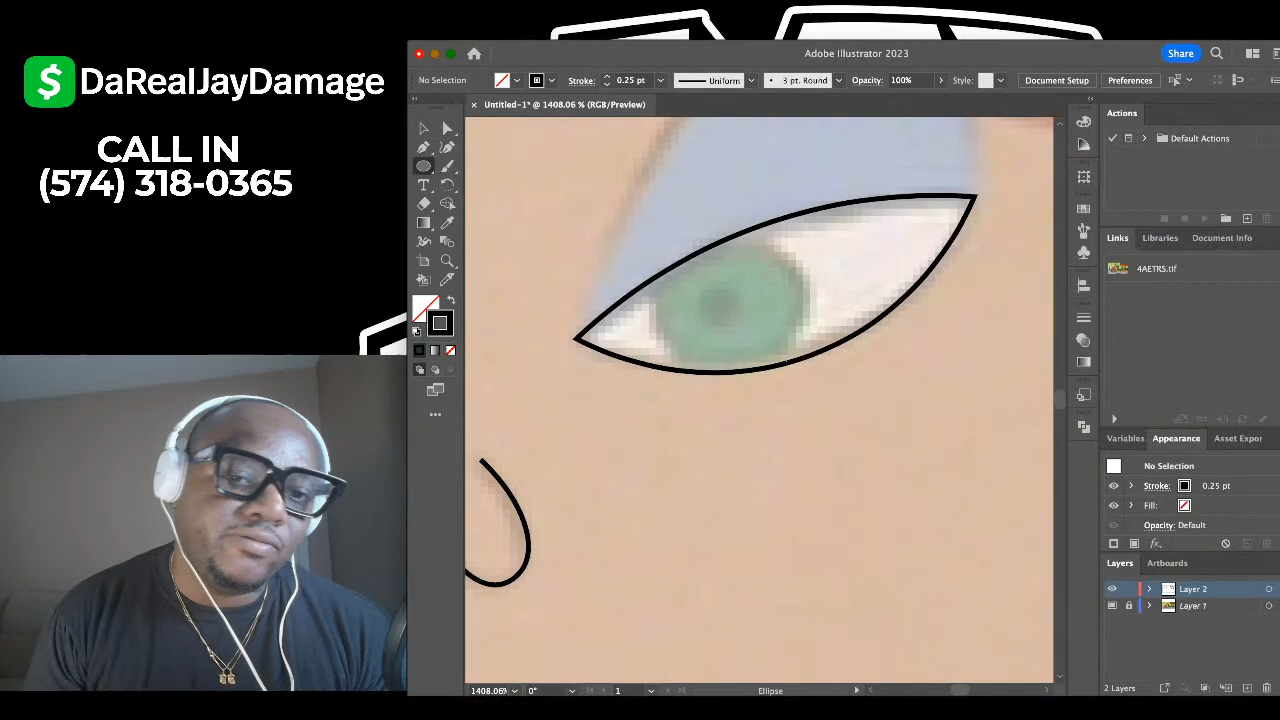 $ DaRealJayDamage
CALL IN
(574) 318-0365
Adobe Illustrator 2023
Share
No Selection
Stroke:
0.25 pt
Uniform
3 pt. Round
Opacity:
100%
Style:
Document Setup
Preferences
× Untitled-1* @ 1408.06 % (RGB/Preview)
Actions
Default Actions
Links
Libraries
Document Info
4AETRS.tif
Variables
Appearance
Asset Expor
No Selection
Stroke:
0.25 pt
Fill:
Opacity: Default
Layers
Artboards
Layer 2
Layer 1
1408.06%
0°
1
Ellipse
2 Layers